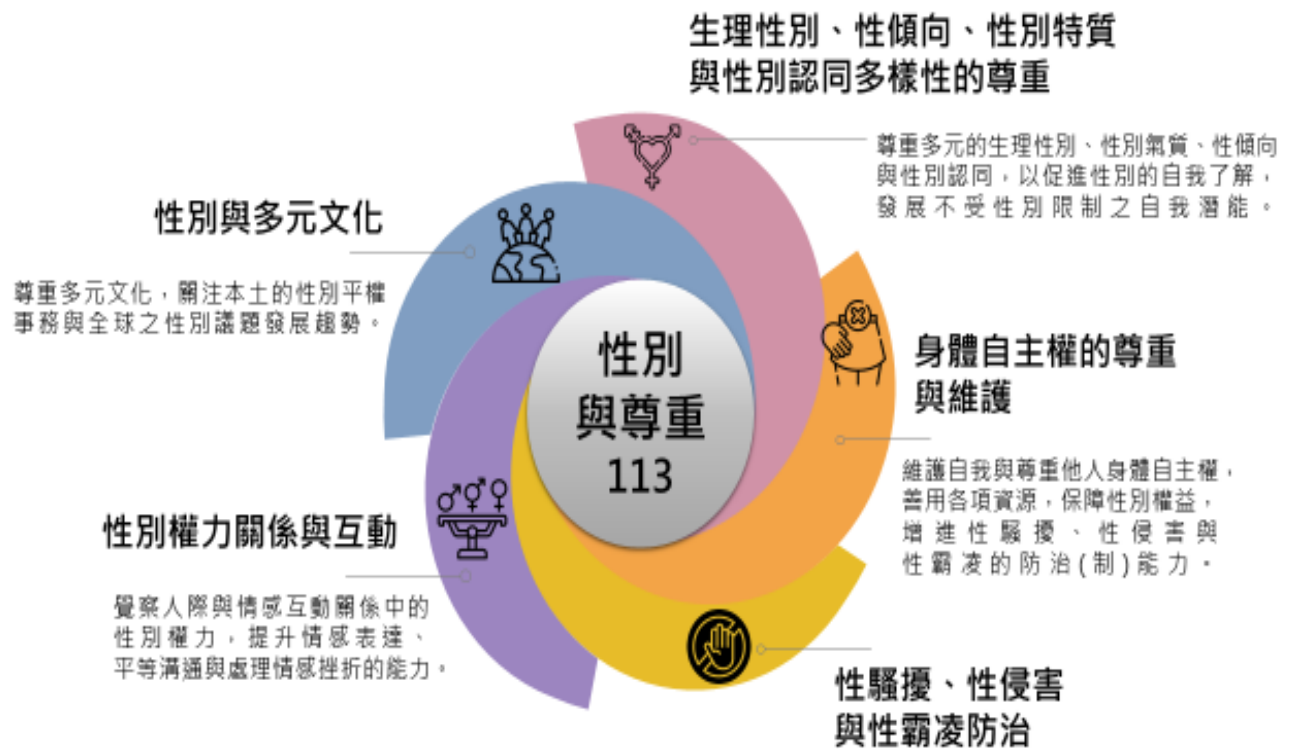 生理性別、性傾向、性別特質
與性別認同多樣性的尊重
尊重多元的生理性別、性別氣質、性傾向
與性別認同，以促進性別的自我了解，
發展不受性別限制之自我潛能。
性別與多元文化
尊重多元文化，關注本土的性別平權
事務與全球之性別議題發展趨勢。
性別
與尊重
113
身體自主權的尊重
與維護
維護自我與尊重他人身體自主權，
善用各項資源，保障性別權益，
增進性騷擾、性侵害與
性霸凌的防治(制)能力。
性別權力關係與互動
覺察人際與情感互動關係中的
性別權力，提升情感表達、
平等溝通與處理情感挫折的能力。
性騷擾、性侵害
與性霸凌防治